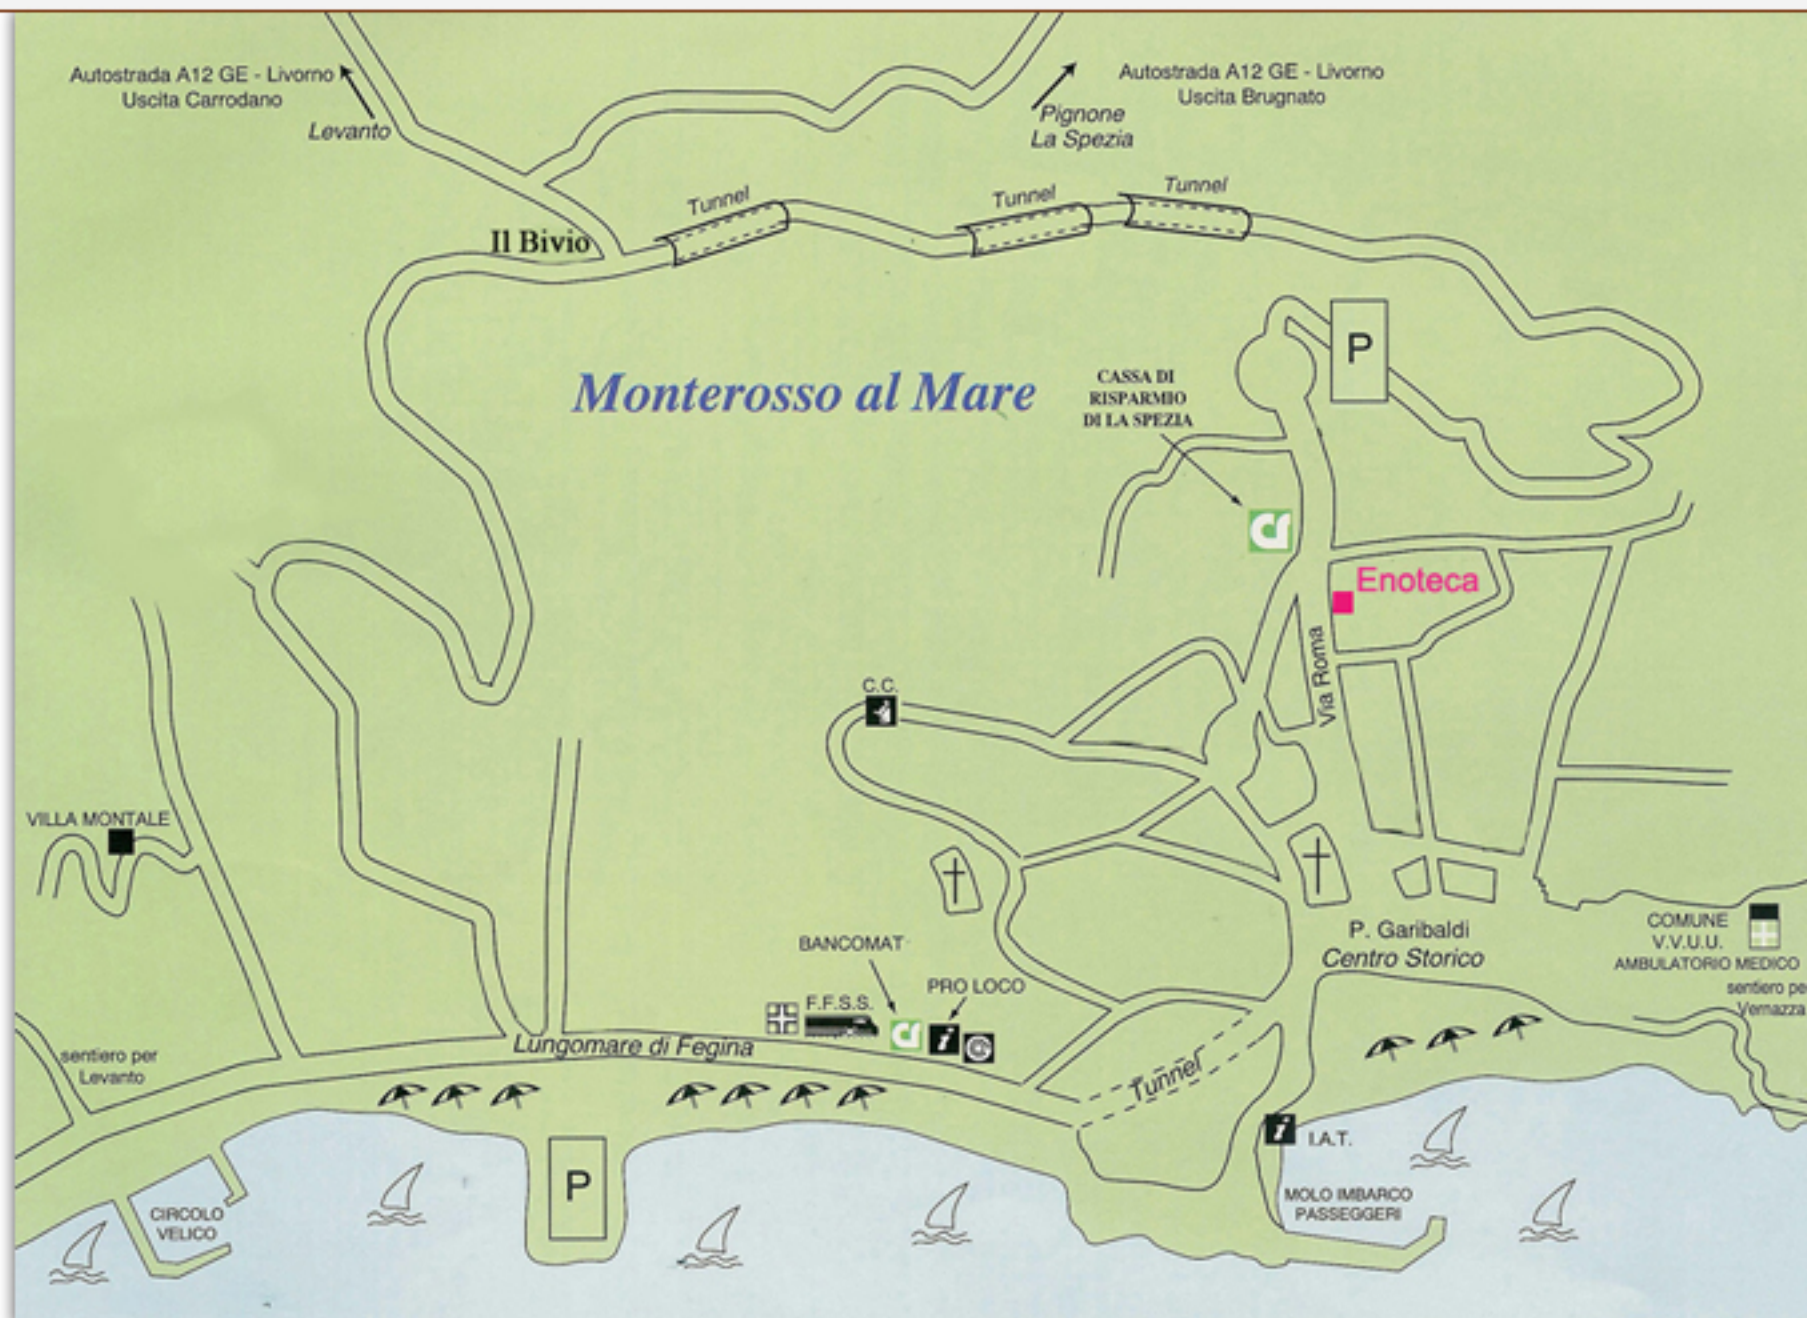 Autostrada A12 GE - Livorno
Uscita Carrodano
Levanto
Autostrada A12 GE - Livorno
Uscita Brugnato
Pignone
La Spezia
Tunnel
Tunnel
Tunnel
Il Bivio
P
Monterosso al Mare
CASSA DI
RISPARMIO
DI LA SPEZIA
Enoteca
Via Roma
C.C.
VILLA MONTALE
BANCOMAT
PRO LOCO
F.F.S.S.
i
P. Garibaldi
Centro Storico
COMUNE
V.V.U.U.
AMBULATORIO MEDICO
sentiero pe
Vernazza
Lungomare di Fegina
sentiero per
Levanto
Tunnel
i
I.A.T.
P
MOLO IMBARCO
PASSEGGERI
CIRCOLO
VELICO